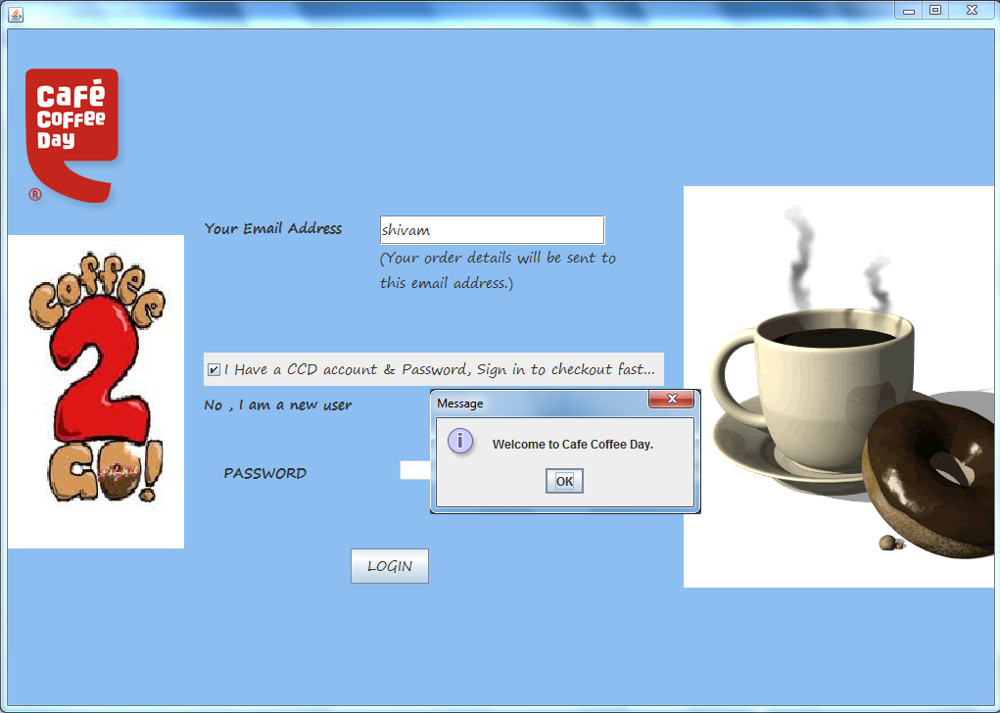 Café
Coffee
Day
®
Coffee
2
GO!
Your Email Address
shivam
(Your order details will be sent to
this email address.)
I Have a CCD account & Password, Sign in to checkout fast...
No , I am a new user
PASSWORD
LOGIN
Message
Welcome to Cafe Coffee Day.
OK